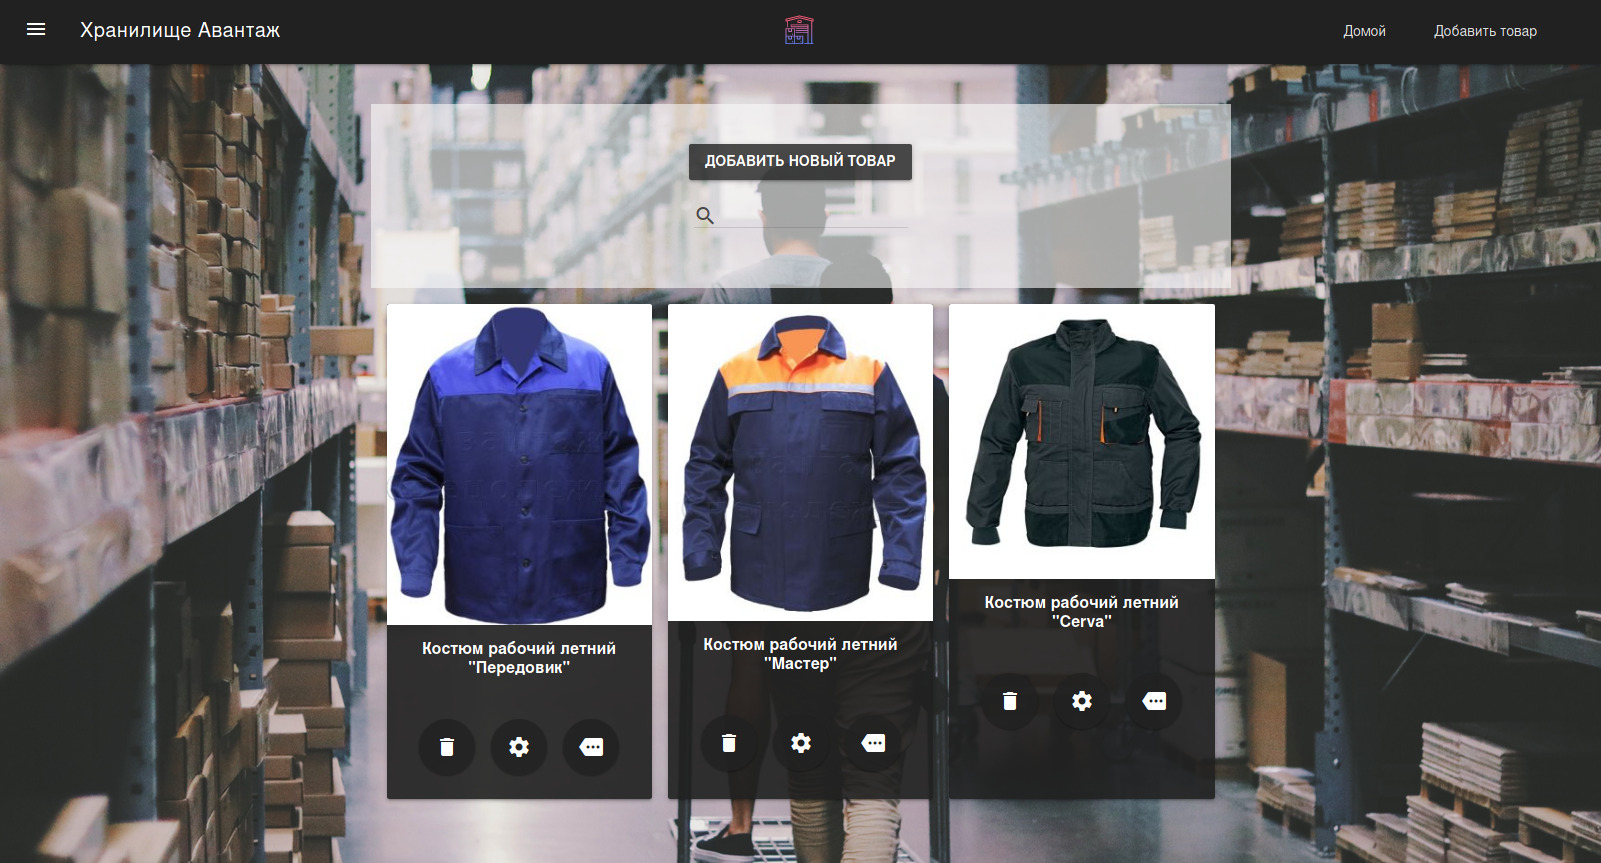 Хранилище Авантаж
Домой
Добавить товар
ДОБАВИТЬ НОВЫЙ ТОВАР
Костюм рабочий летний
"Передовик"
Костюм рабочий летний
"Мастер"
Костюм рабочий летний
"Cerva"